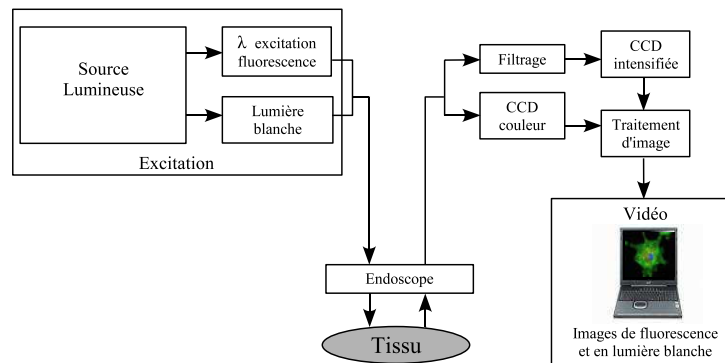 Source
Lumineuse
λ excitation
fluorescence
Lumière
blanche
Excitation
Filtrage
CCD
intensifiée
CCD
couleur
Traitement
d'image
Endoscope
Tissu
Vidéo
Images de fluorescence
et en lumière blanche